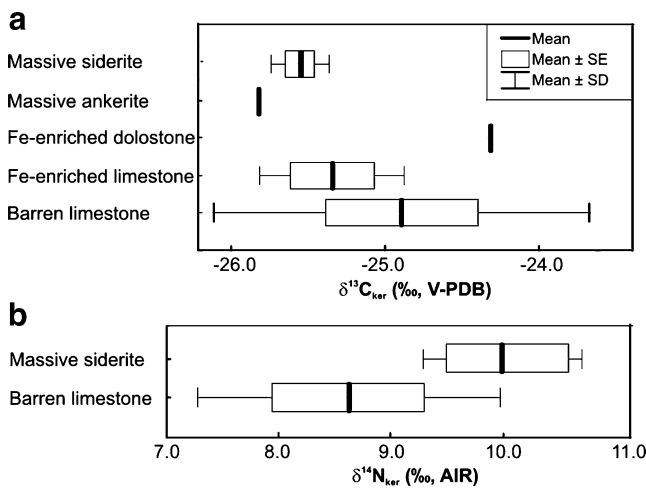 a
Massive siderite
Massive ankerite
Fe-enriched dolostone
Fe-enriched limestone
Barren limestone
Mean
Mean ± SE
Mean ± SD
-26.0 -25.0 -24.0
δ¹³Cₖₑᵣ (‰, V-PDB)
b
Massive siderite
Barren limestone
7.0 8.0 9.0 10.0 11.0
δ¹⁴Nₖₑᵣ (‰, AIR)